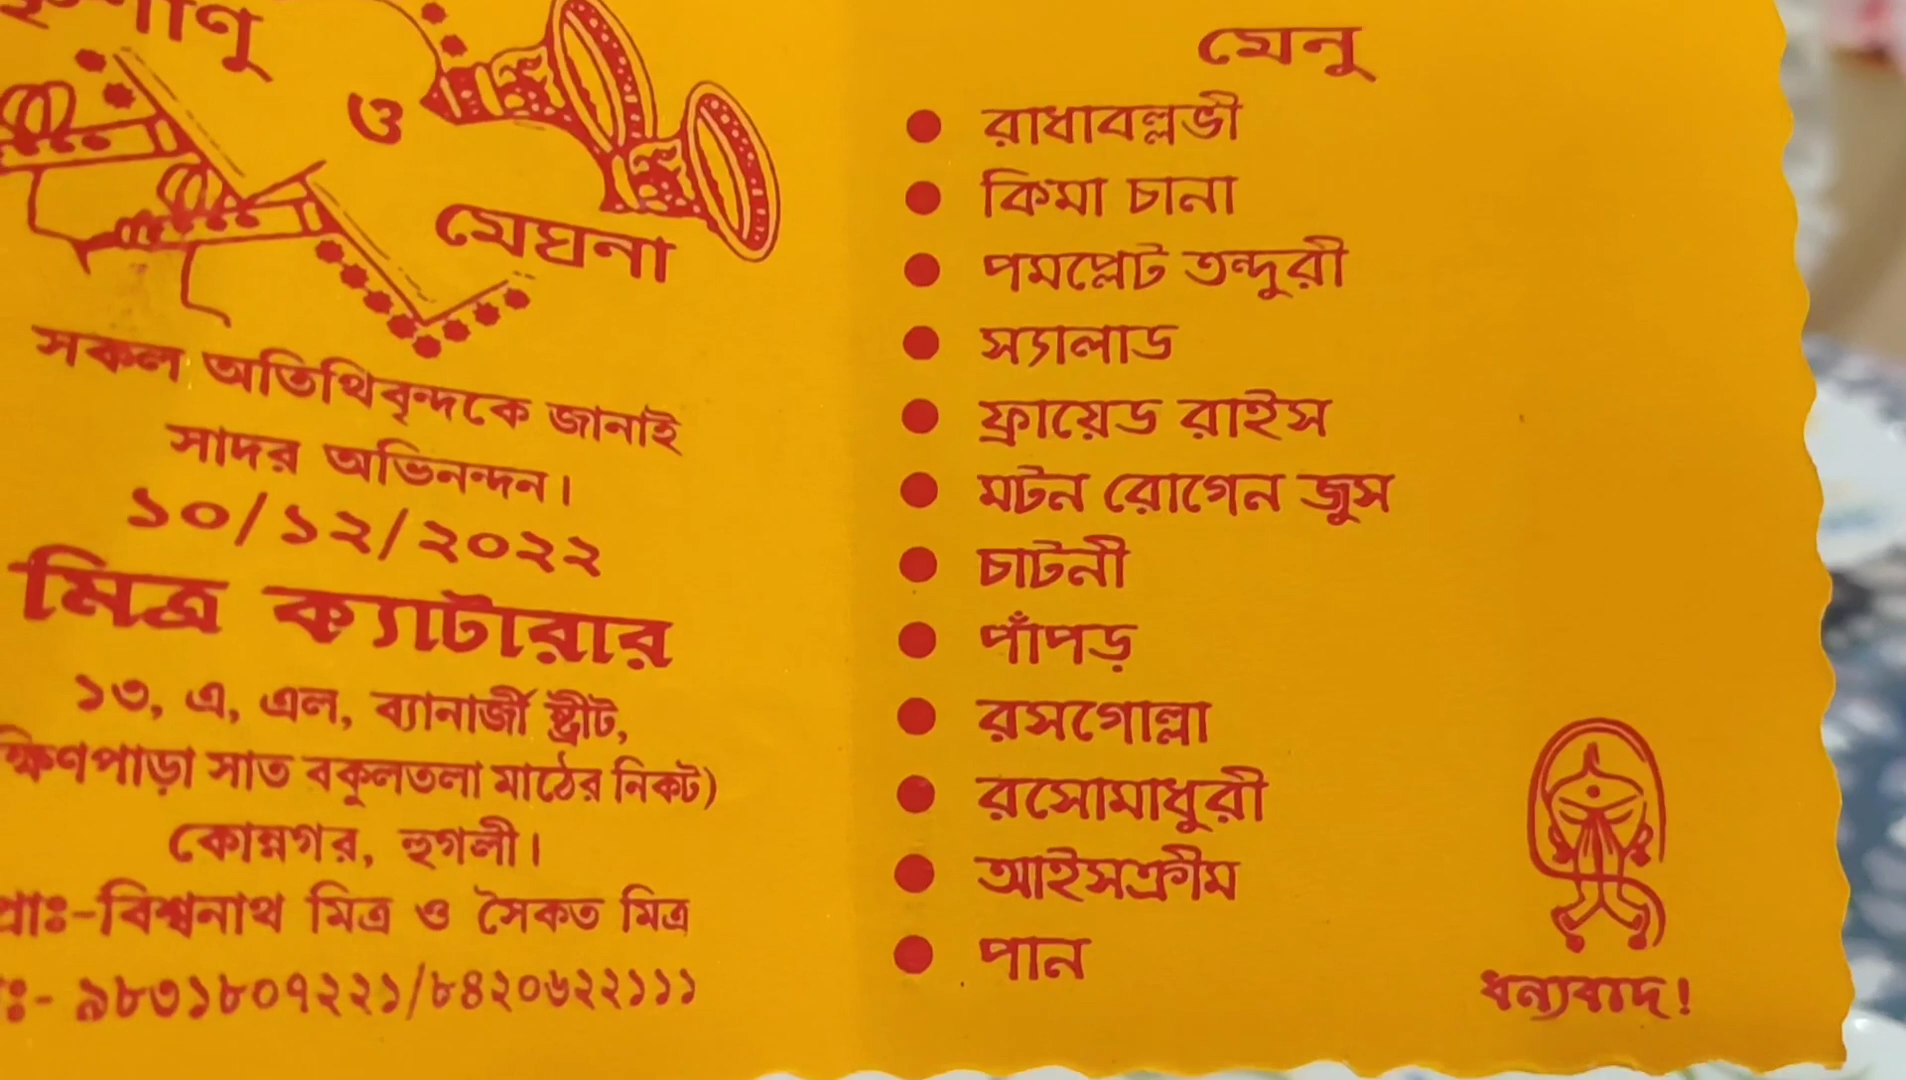 ও
মেঘনা
সকল অতিথিবৃন্দকে জানাই
সাদর অভিনন্দন।
১০/১২/২০২২
মিত্র ক্যাটারার
১৩, এ, এল, ব্যানার্জী ষ্ট্রীট,
ক্ষিণপাড়া সাত বকুলতলা মাঠের নিকট)
কোন্নগর, হুগলী।
প্রাঃ-বিশ্বনাথ মিত্র ও সৈকত মিত্র
ঃ- ৯৮৩১৮০৭২২১/৮৪২০৬২২১১১
মেনু
● রাধাবল্লভী
● কিমা চানা
● পমপ্লেট তন্দুরী
● স্যালাড
● ফ্রায়েড রাইস
● মটন রোগেন জুস
● চাটনী
● পাঁপড়
● রসগোল্লা
● রসোমাধুরী
● আইসক্রীম
● পান
ধন্যবাদ!